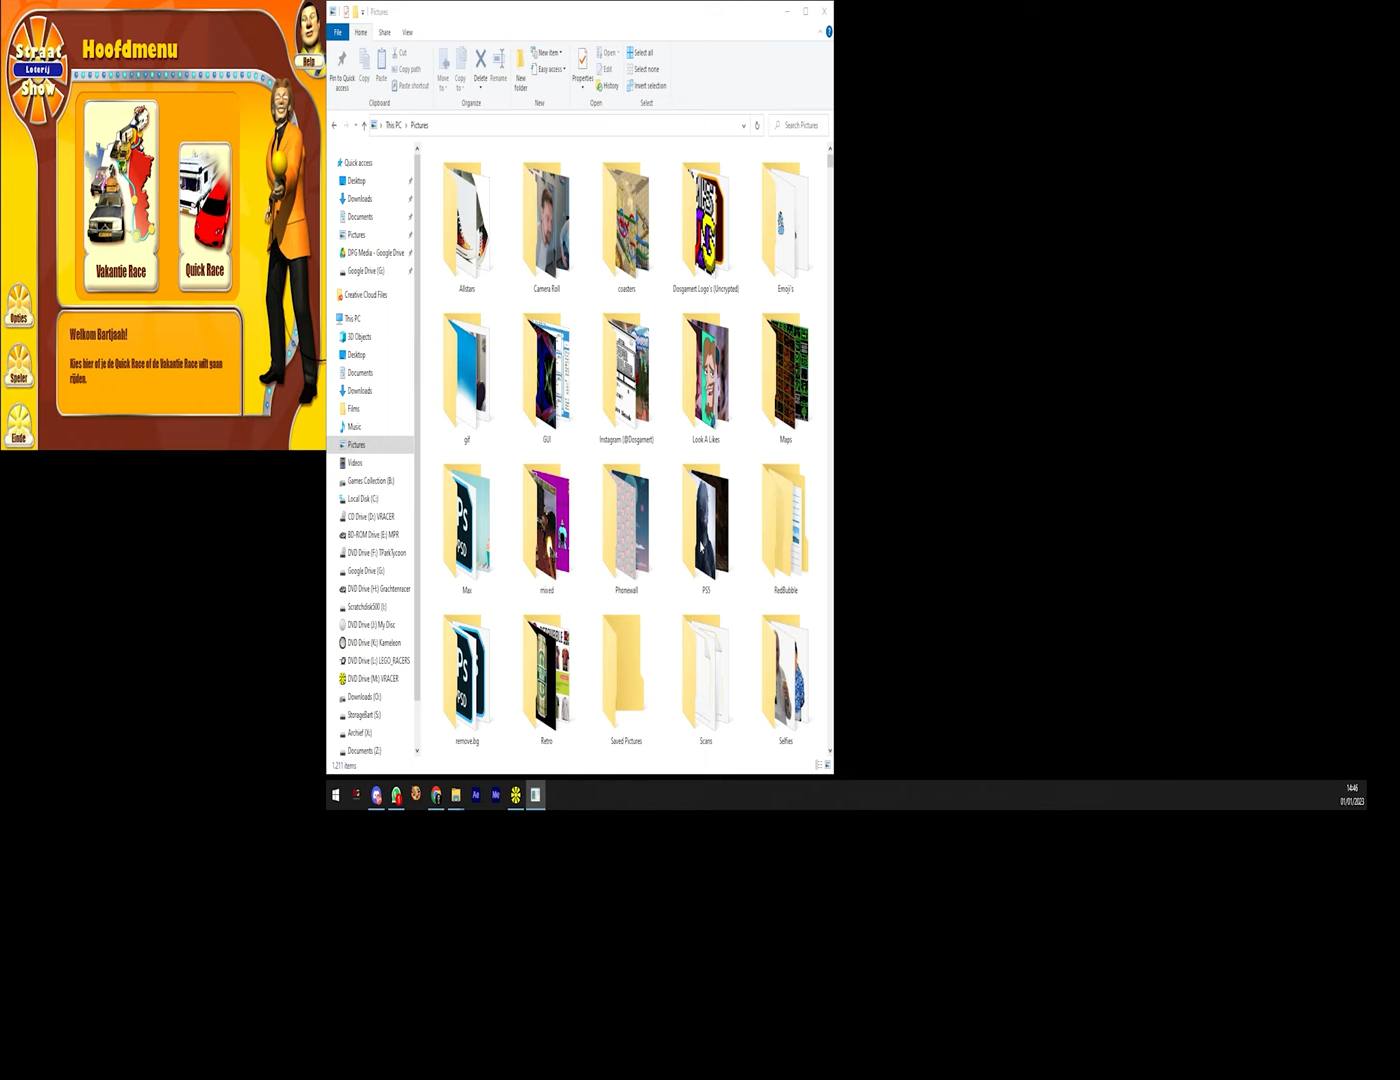 Straat
Loterij
Show
Hoofdmenu
Help
Vakantie Race
Quick Race
Welkom Bartjaah!
Kies hier of je de Quick Race of de Vakantie Race wilt gaan
rijden.
Opties
Speler
Einde
Pictures
File
Home
Share
View
Pin to Quick
access
Copy
Paste
Cut
Copy path
Paste shortcut
Clipboard
Move
to
Copy
to
Delete
Rename
Organize
New
folder
New item
Easy access
New
Properties
Open
Edit
History
Open
Select all
Select none
Invert selection
Select
This PC
Pictures
Search Pictures
Quick access
Desktop
Downloads
Documents
Pictures
DPG Media - Google Drive
Google Drive (G:)
Creative Cloud Files
This PC
3D Objects
Desktop
Documents
Downloads
Films
Music
Pictures
Videos
Games Collection (B:)
Local Disk (C:)
CD Drive (D:) VRACER
BD-ROM Drive (E:) MPR
DVD Drive (F:) TParkTycoon
Google Drive (G:)
DVD Drive (H:) Grachtenracer
Scratchdisk500 (I:)
DVD Drive (J:) My Disc
DVD Drive (K:) Kameleon
DVD Drive (L:) LEGO_RACERS
DVD Drive (M:) VRACER
Downloads (O:)
StorageBart (S:)
Archief (X:)
Documents (Z:)
Allstars
Camera Roll
coasters
Dosgamert Logo's (Uncrypted)
Emoji's
gif
GUI
Instagram (@Dosgamert)
Look A Likes
Maps
Max
mixed
Phonewall
PS5
RedBubble
remove.bg
Retro
Saved Pictures
Scans
Selfies
1.211 items
Ae
Me
14:46
01/01/2023